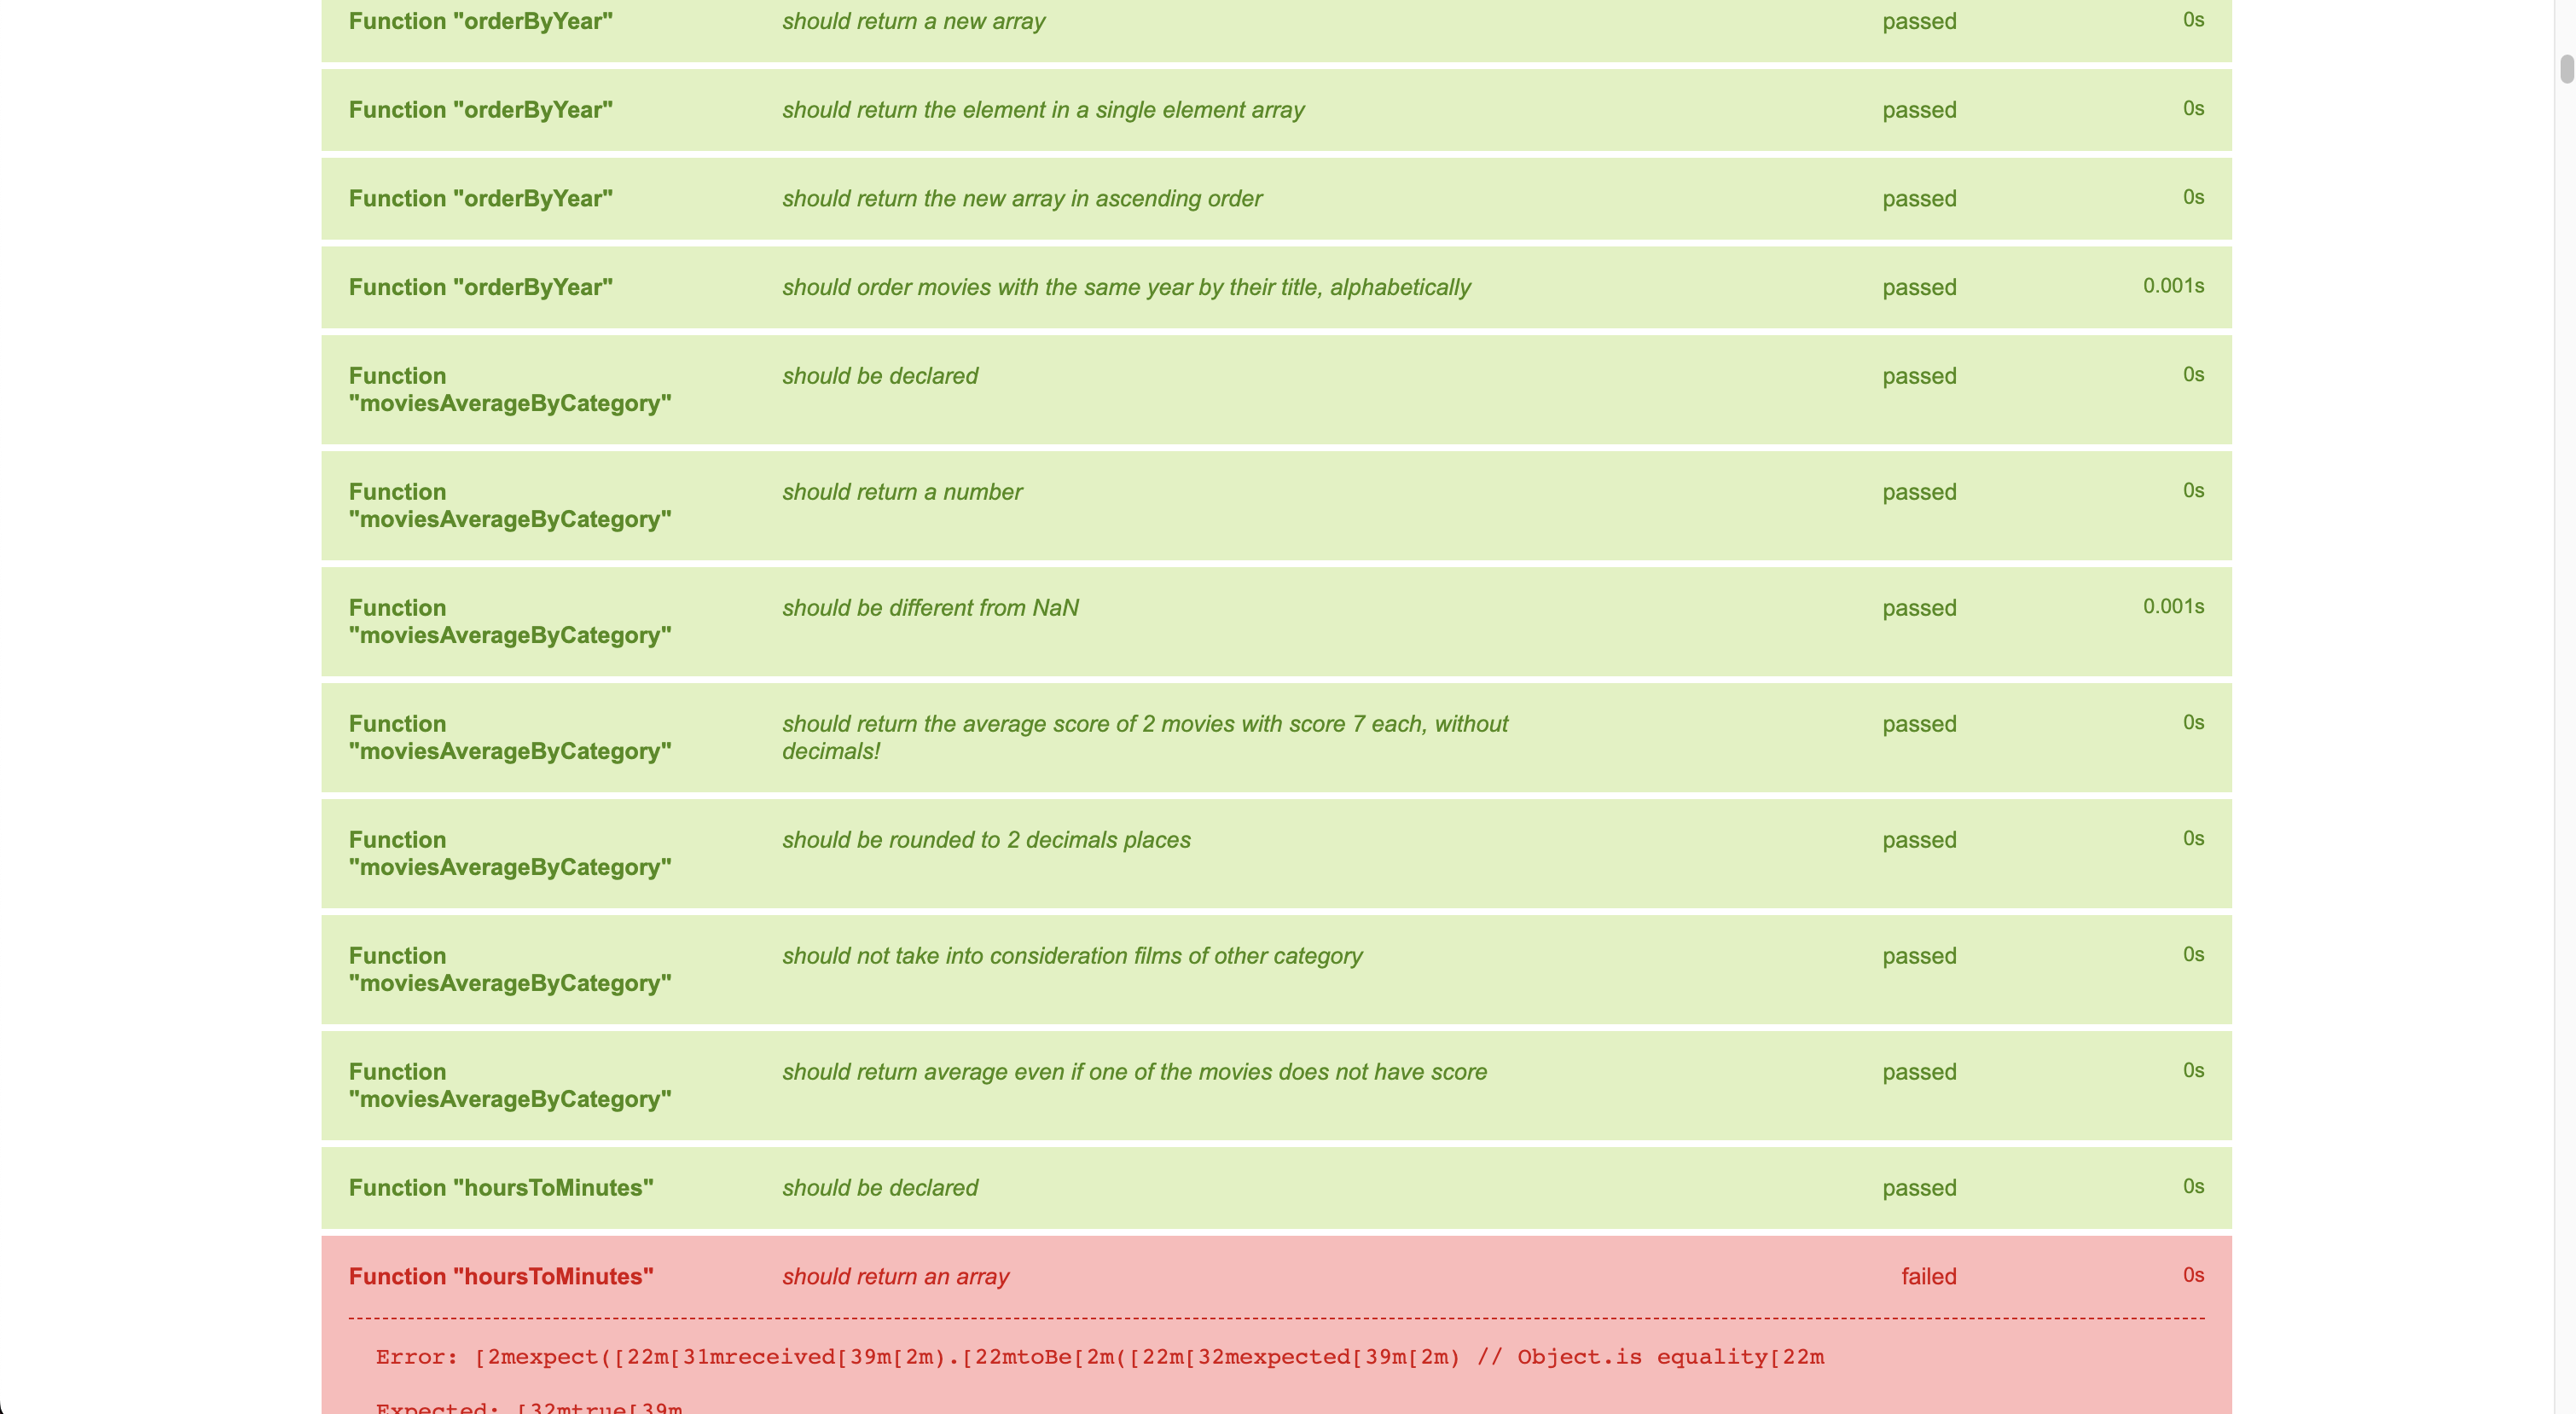 Function "orderByYear" should return a new array passed 0s
Function "orderByYear" should return the element in a single element array passed 0s
Function "orderByYear" should return the new array in ascending order passed 0s
Function "orderByYear" should order movies with the same year by their title, alphabetically passed 0.001s
Function should be declared passed 0s
"moviesAverageByCategory"
Function should return a number passed 0s
"moviesAverageByCategory"
Function should be different from NaN passed 0.001s
"moviesAverageByCategory"
Function should return the average score of 2 movies with score 7 each, without passed 0s
"moviesAverageByCategory" decimals!
Function should be rounded to 2 decimals places passed 0s
"moviesAverageByCategory"
Function should not take into consideration films of other category passed 0s
"moviesAverageByCategory"
Function should return average even if one of the movies does not have score passed 0s
"moviesAverageByCategory"
Function "hoursToMinutes" should be declared passed 0s
Function "hoursToMinutes" should return an array failed 0s
Error: [2mexpect([22m[31mreceived[39m[2m).[22mtoBe[2m([22m[32mexpected[39m[2m) // Object.is equality[22m
Expected: [32mtrue[39m